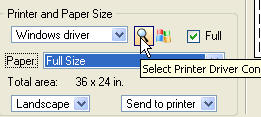 Printer and Paper Size
Windows driver
Full
Paper: Full Size
Select Printer Driver Con
Total area: 36 x 24 in.
Landscape Send to printer